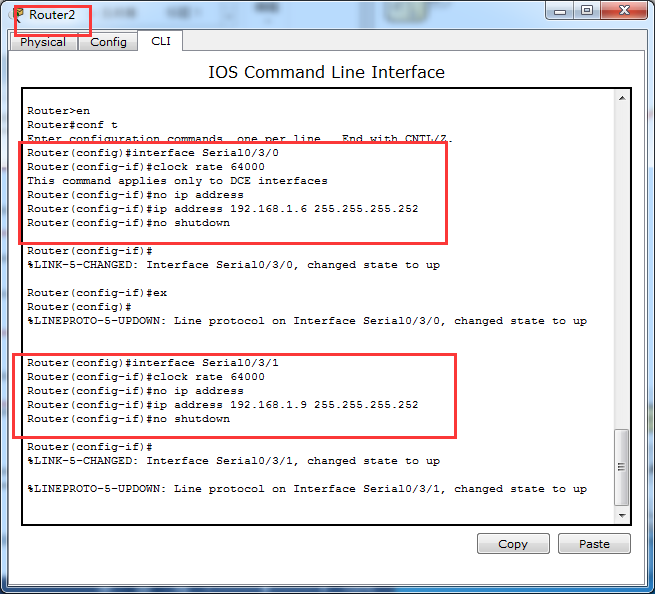 Router2
Physical Config CLI
IOS Command Line Interface
Router>en
Router#conf t
Enter configuration commands, one per line. End with CNTL/Z.
Router(config)#interface Serial0/3/0
Router(config-if)#clock rate 64000
This command applies only to DCE interfaces
Router(config-if)#no ip address
Router(config-if)#ip address 192.168.1.6 255.255.255.252
Router(config-if)#no shutdown
Router(config-if)#
%LINK-5-CHANGED: Interface Serial0/3/0, changed state to up
Router(config-if)#ex
Router(config)#
%LINEPROTO-5-UPDOWN: Line protocol on Interface Serial0/3/0, changed state to up
Router(config)#interface Serial0/3/1
Router(config-if)#clock rate 64000
Router(config-if)#no ip address
Router(config-if)#ip address 192.168.1.9 255.255.255.252
Router(config-if)#no shutdown
Router(config-if)#
%LINK-5-CHANGED: Interface Serial0/3/1, changed state to up
%LINEPROTO-5-UPDOWN: Line protocol on Interface Serial0/3/1, changed state to up
Copy Paste